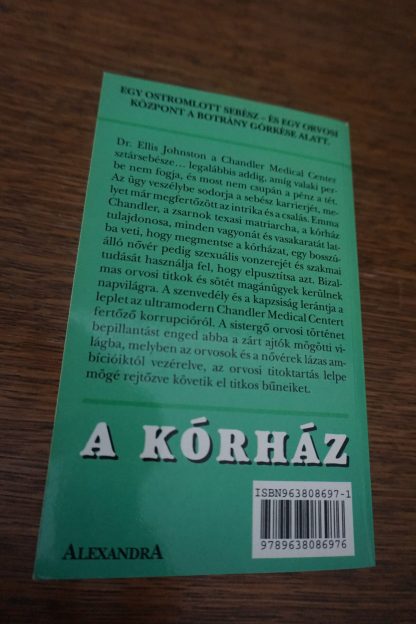 EGY OSTROMLOTT SEBÉSZ – ÉS EGY ORVOSI
KÖZPONT A BOTRÁNY GÓRKÉSE ALATT.
Dr. Ellis Johnston a Chandler Medical Center
sztársebésze... legalábbis addig, amíg valaki per-
be nem fogja, és most nem csupán a pénz a tét.
Az ügy veszélybe sodorja a sebész karrierjét, me-
lyet már megfertőzött az intrika és a csalás. Emma
Chandler, a zsarnok texasi matriarcha, a kórház
tulajdonosa, minden vagyonát és vasakaratát lat-
ba veti, hogy megmentse a kórházat, egy bosszú-
álló nővér pedig szexuális vonzerejét és szakmai
tudását használja fel, hogy elpusztítsa azt. Bizal-
mas orvosi titkok és sötét magánügyek kerülnek
napvilágra. A szenvedély és a kapzsiság lerántja a
leplet az ultramodern Chandler Medical Centert
fertőző korrupcióról. A sistergő orvosi történet
bepillantást enged abba a zárt ajtók mögötti vi-
lágba, melyben az orvosok és a nővérek lázas am-
bícióiktól vezérelve, az orvosi titoktartás lelpe
mögé rejtőzve követik el titkos bűneiket.
A KÓRHÁZ
ISBN963808697-1
9789638086976
ALEXANDRA